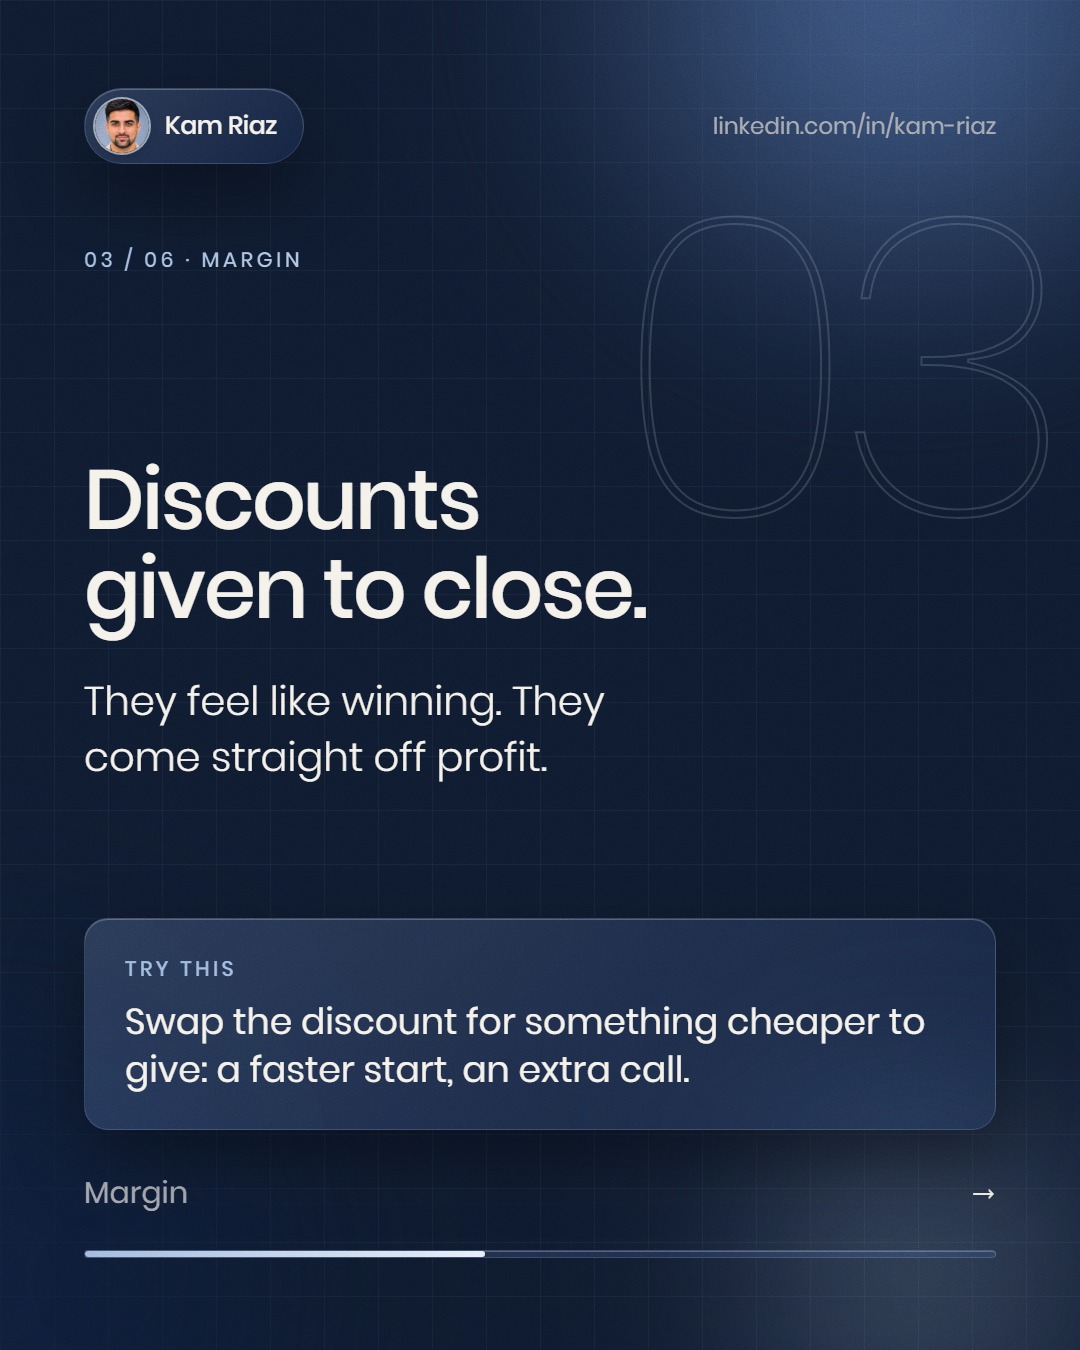 Kam Riaz
linkedin.com/in/kam-riaz
03 / 06 · MARGIN
03
Discounts
given to close.
They feel like winning. They
come straight off profit.
TRY THIS
Swap the discount for something cheaper to
give: a faster start, an extra call.
Margin
→